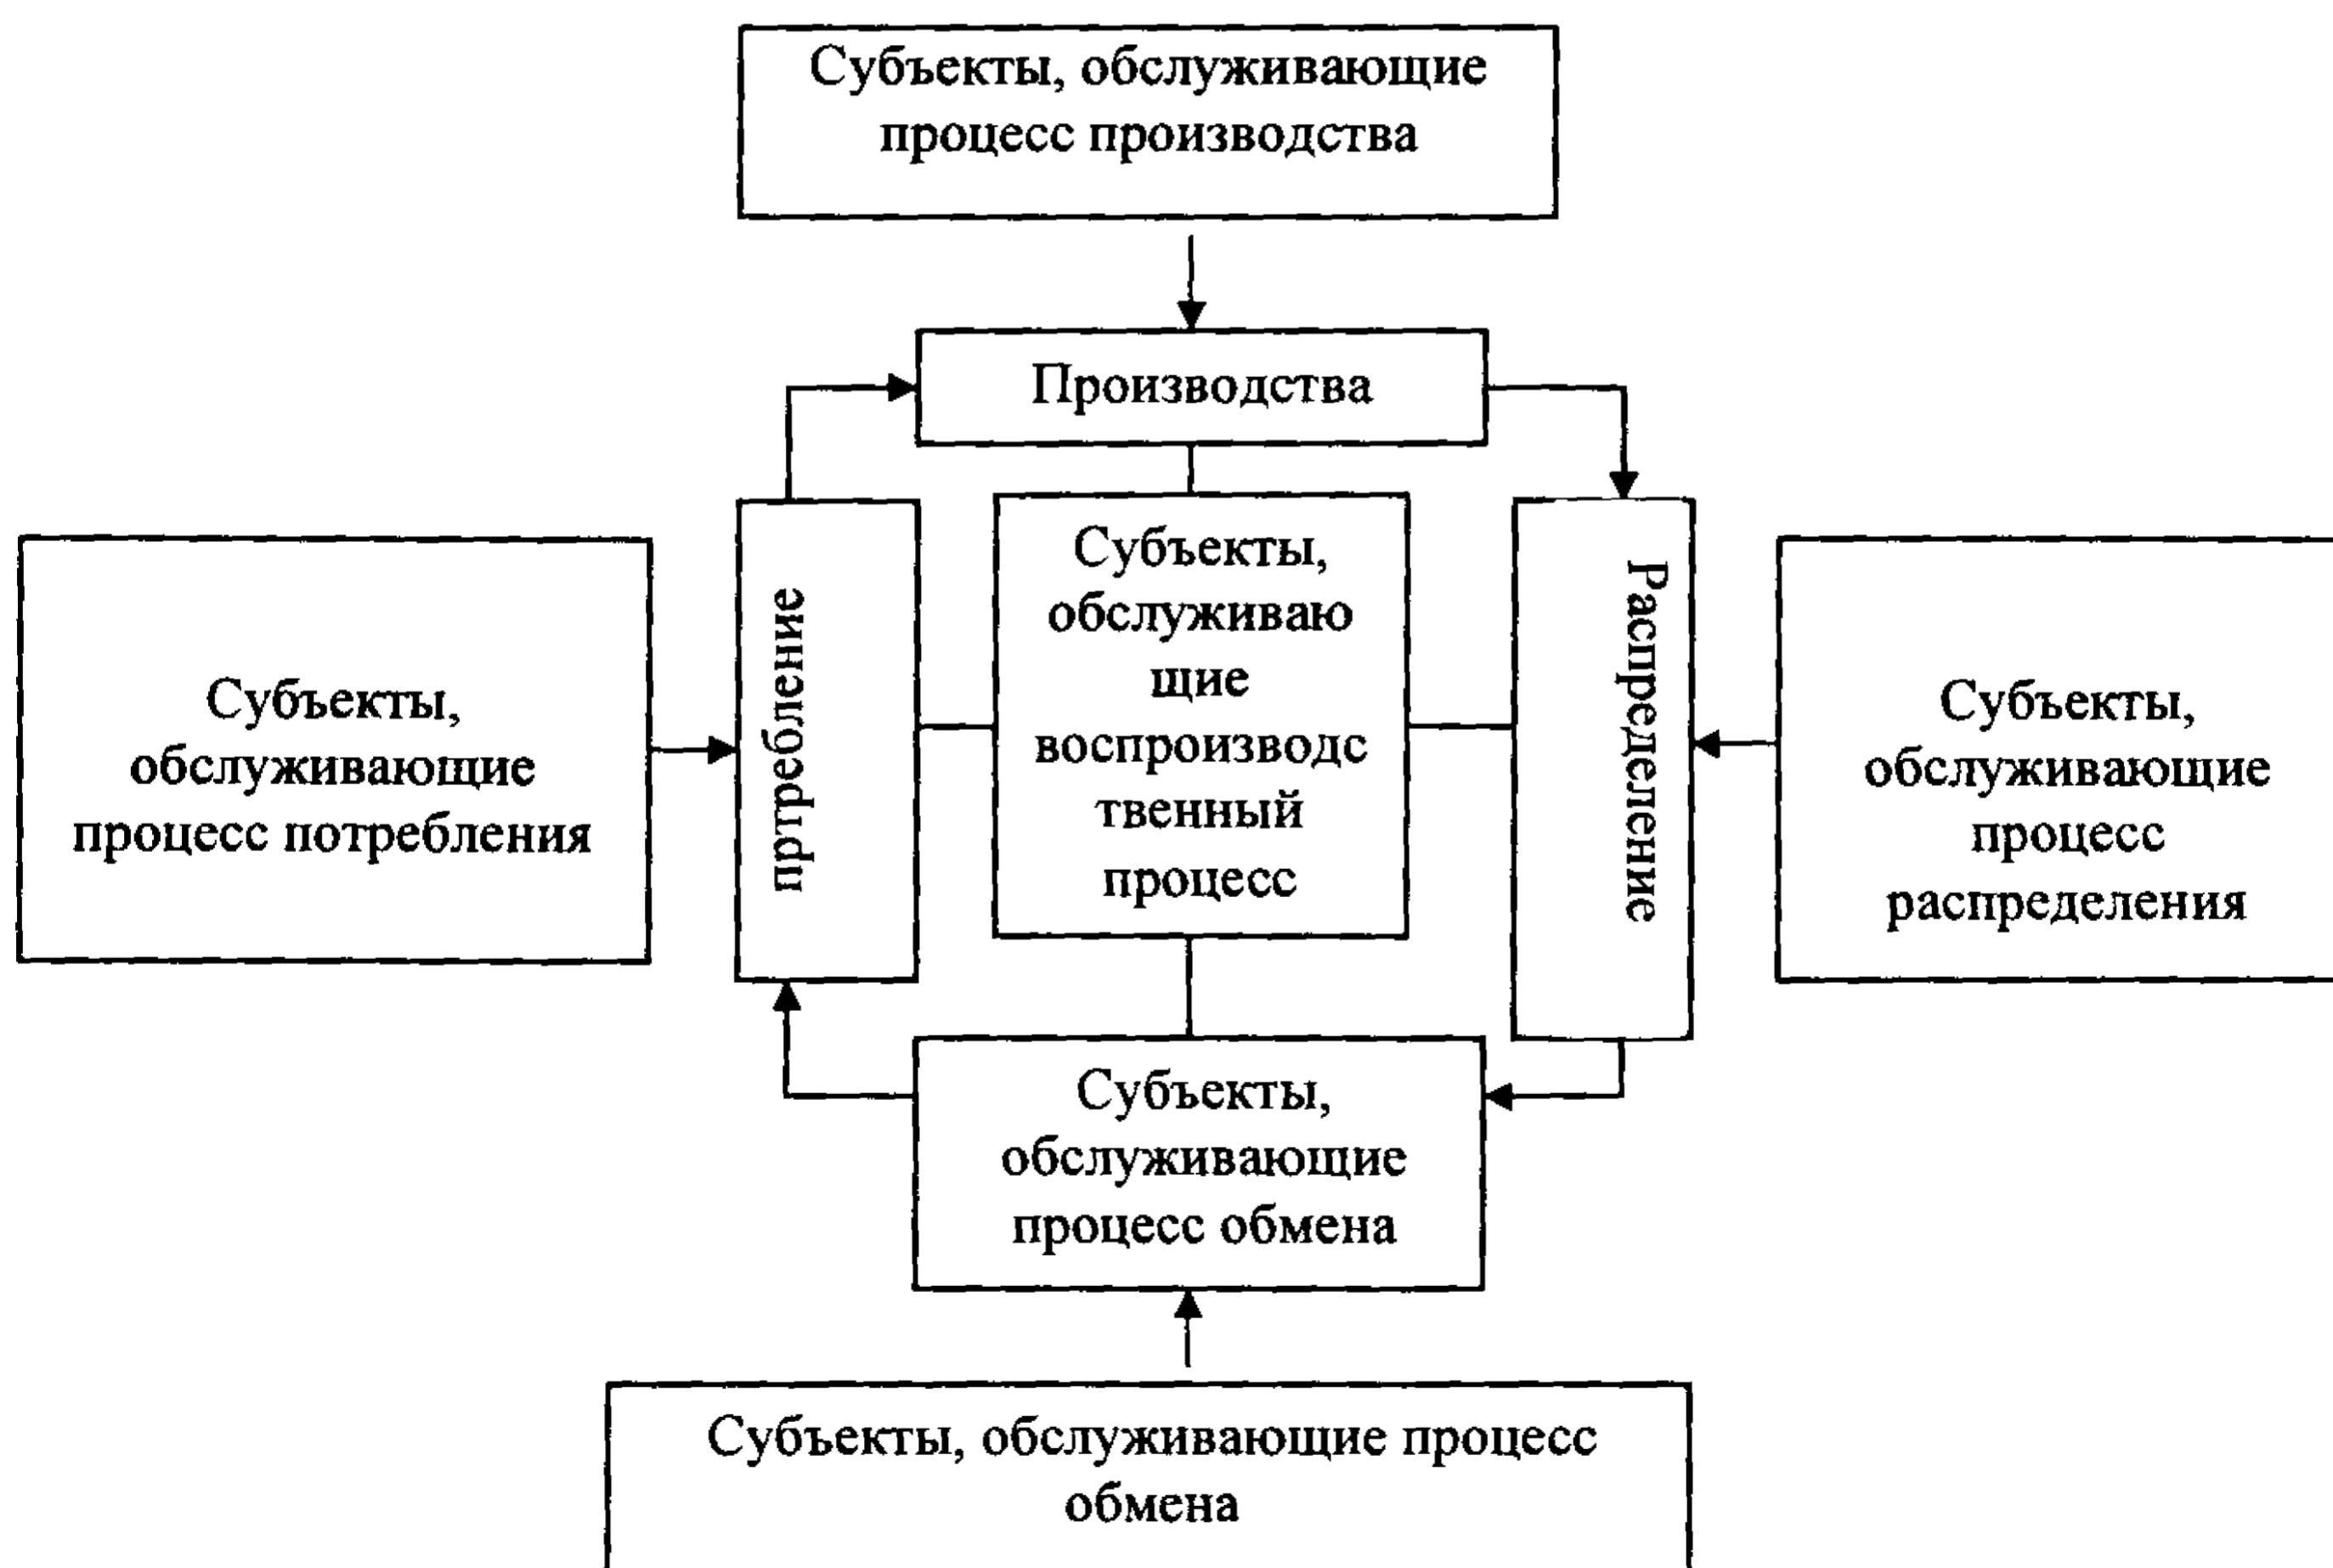 Субъекты, обслуживающие
процесс производства
Производства
Субъекты,
обслуживающие
процесс потребления
пртребление
Субъекты,
обслуживаю
щие
воспроизводс
твенный
процесс
Распределение
Субъекты,
обслуживающие
процесс
распределения
Субъекты,
обслуживающие
процесс обмена
Субъекты, обслуживающие процесс
обмена